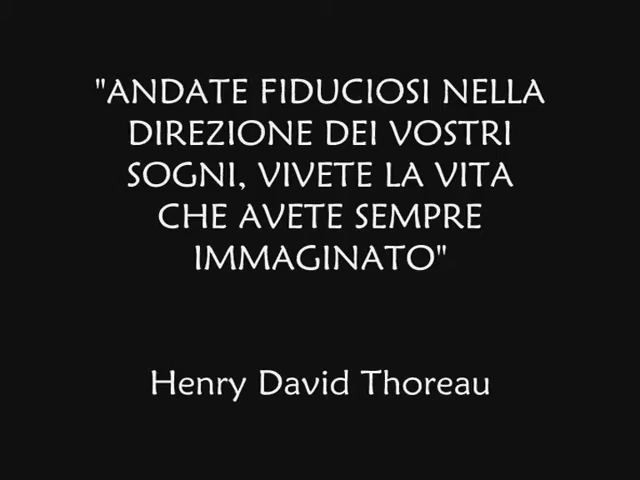 "ANDATE FIDUCIOSI NELLA
DIREZIONE DEI VOSTRI
SOGNI, VIVETE LA VITA
CHE AVETE SEMPRE
IMMAGINATO"
Henry David Thoreau